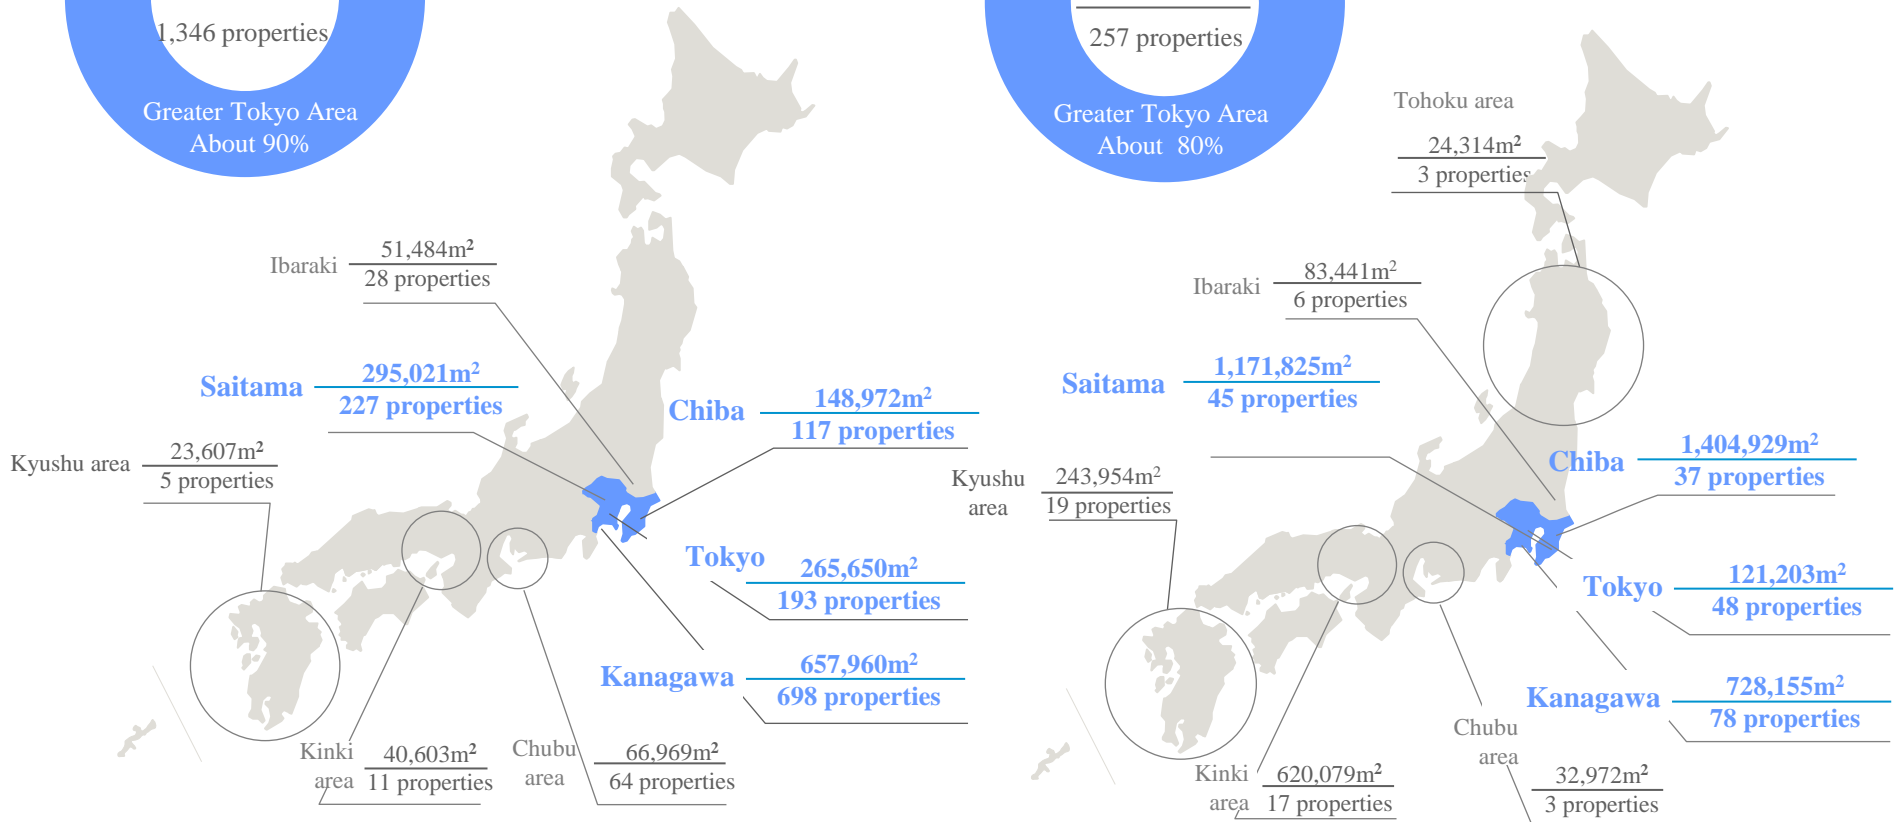 1,346 properties
Greater Tokyo Area
About 90%
Ibaraki
51,484m²
28 properties
Saitama
295,021m²
227 properties
Chiba
148,972m²
117 properties
Kyushu area
23,607m²
5 properties
Tokyo
265,650m²
193 properties
Kanagawa
657,960m²
698 properties
Kinki
area
40,603m²
11 properties
Chubu
area
66,969m²
64 properties
257 properties
Greater Tokyo Area
About 80%
Tohoku area
24,314m²
3 properties
Ibaraki
83,441m²
6 properties
Saitama
1,171,825m²
45 properties
Chiba
1,404,929m²
37 properties
Kyushu
area
243,954m²
19 properties
Tokyo
121,203m²
48 properties
Kanagawa
728,155m²
78 properties
Chubu
area
32,972m²
3 properties
Kinki
area
620,079m²
17 properties